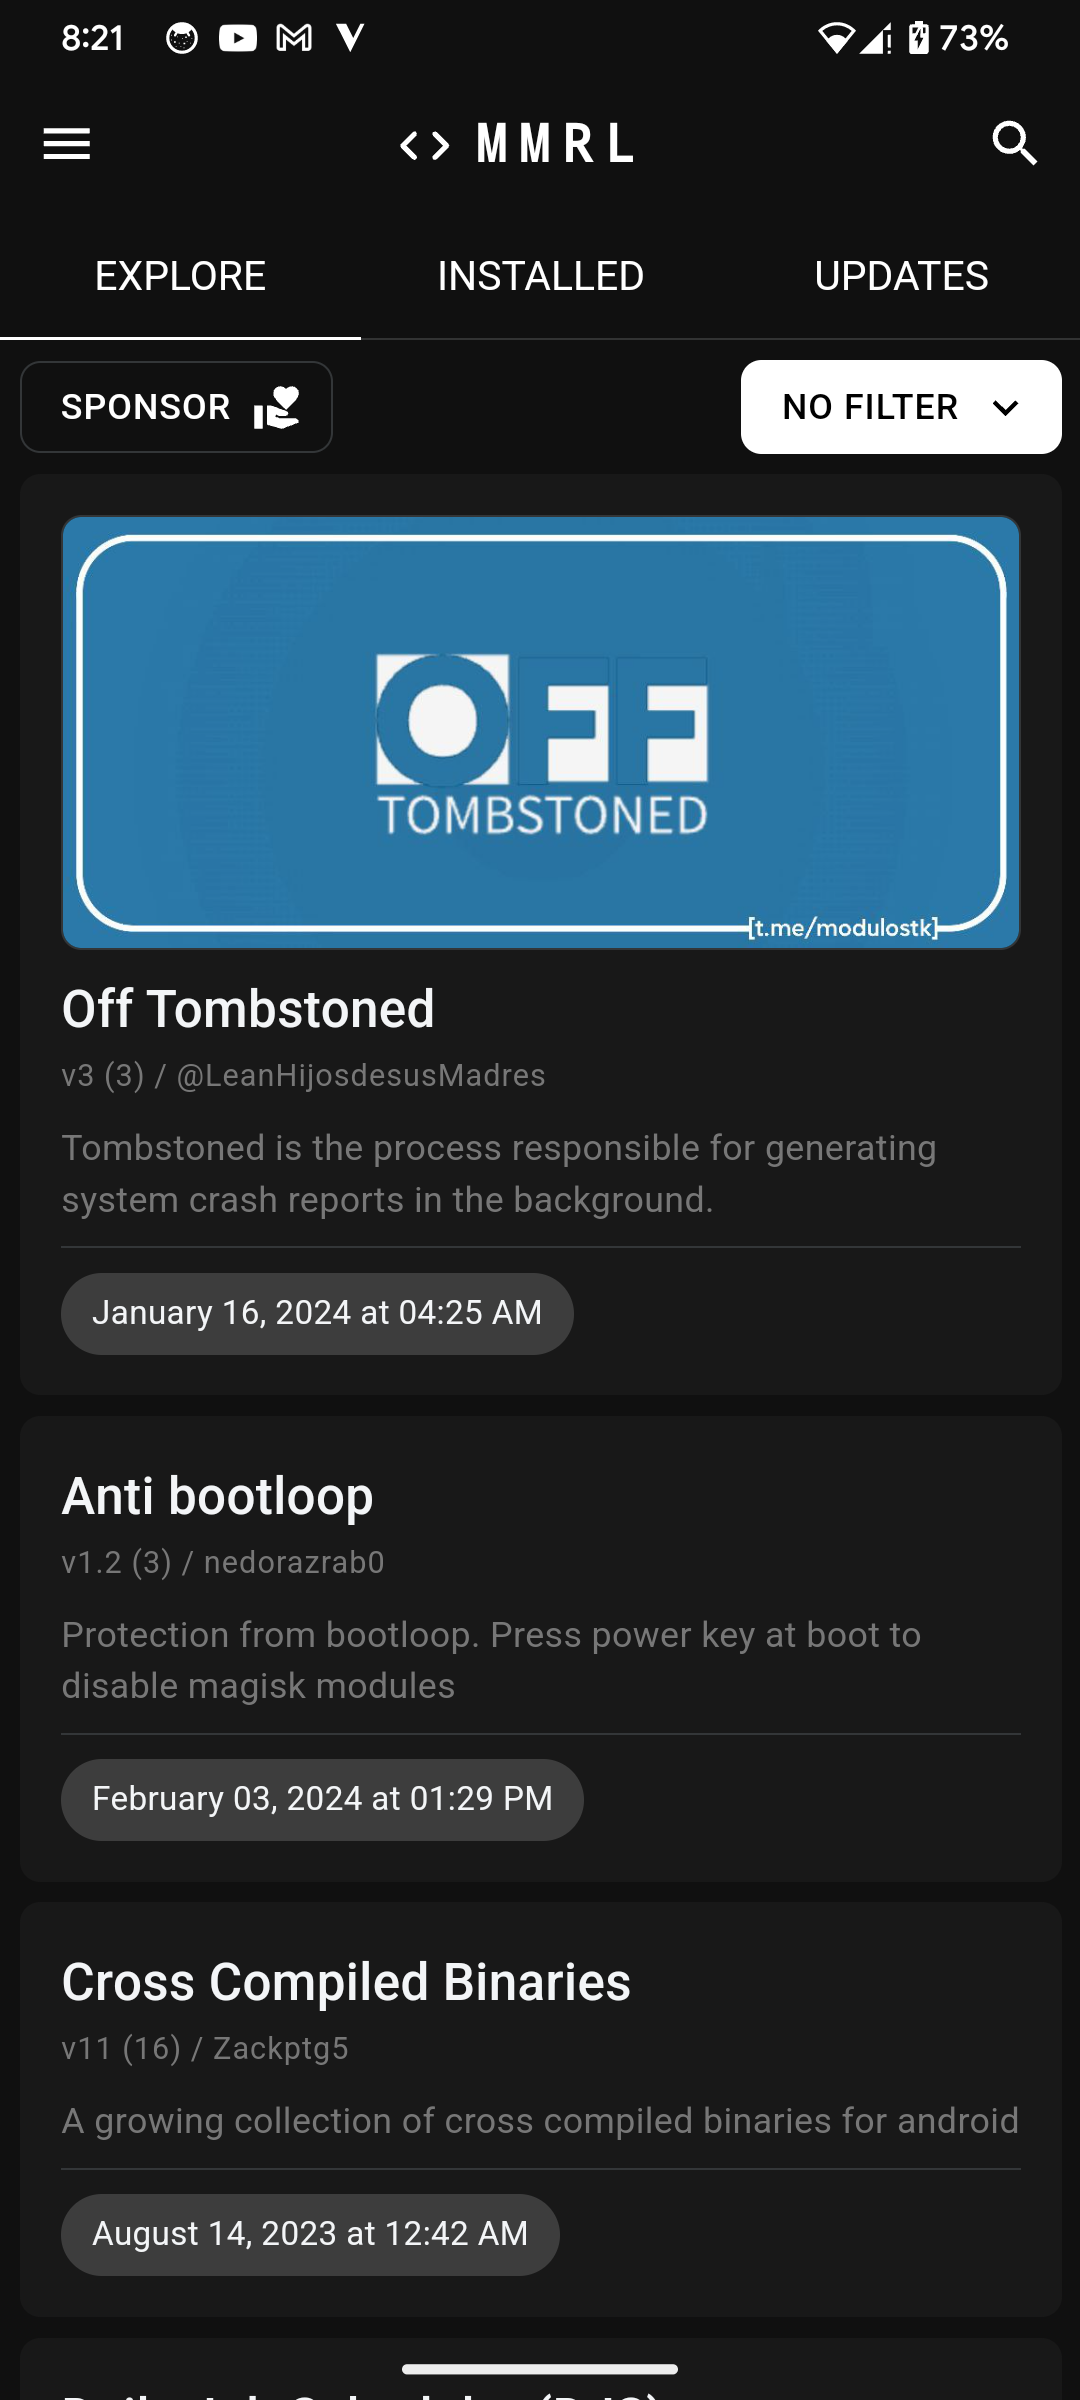 8:21
73%
<> MMRL
EXPLORE
INSTALLED
UPDATES
SPONSOR
NO FILTER
OFF
TOMBSTONED
[t.me/modulostk]
Off Tombstoned
v3 (3) / @LeanHijosdesusMadres
Tombstoned is the process responsible for generating
system crash reports in the background.
January 16, 2024 at 04:25 AM
Anti bootloop
v1.2 (3) / nedorazrab0
Protection from bootloop. Press power key at boot to
disable magisk modules
February 03, 2024 at 01:29 PM
Cross Compiled Binaries
v11 (16) / Zackptg5
A growing collection of cross compiled binaries for android
August 14, 2023 at 12:42 AM